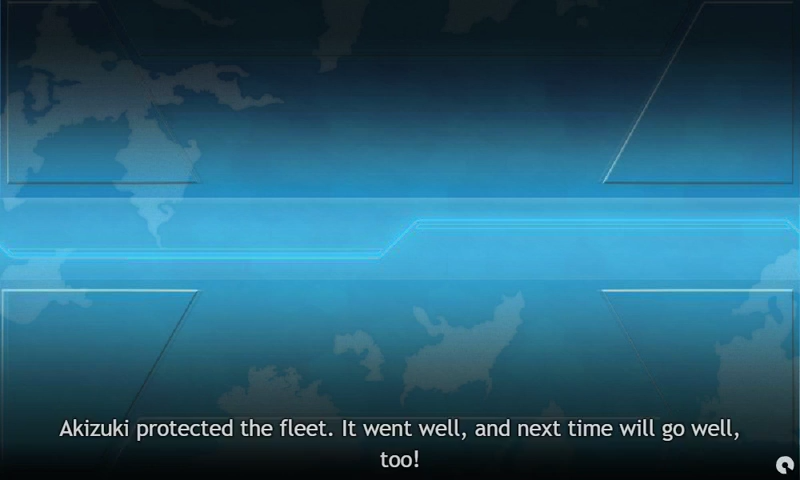 Akizuki protected the fleet. It went well, and next time will go well,
too!